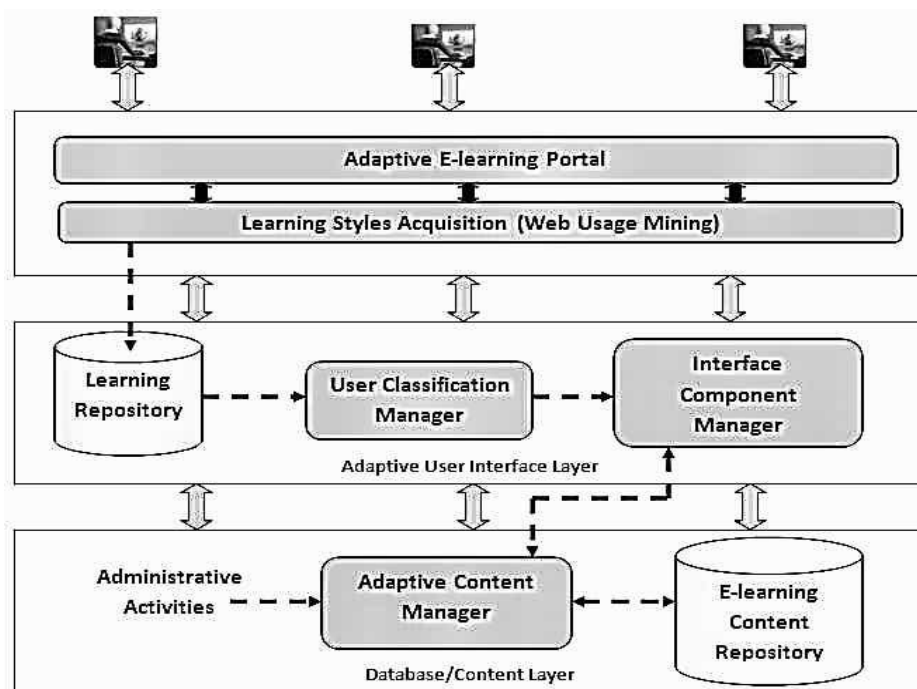 Adaptive E-learning Portal
Learning Styles Acquisition (Web Usage Mining)
Learning
Repository
User Classification
Manager
Interface
Component
Manager
Adaptive User Interface Layer
Administrative
Activities
Adaptive Content
Manager
E-learning
Content
Repository
Database/Content Layer